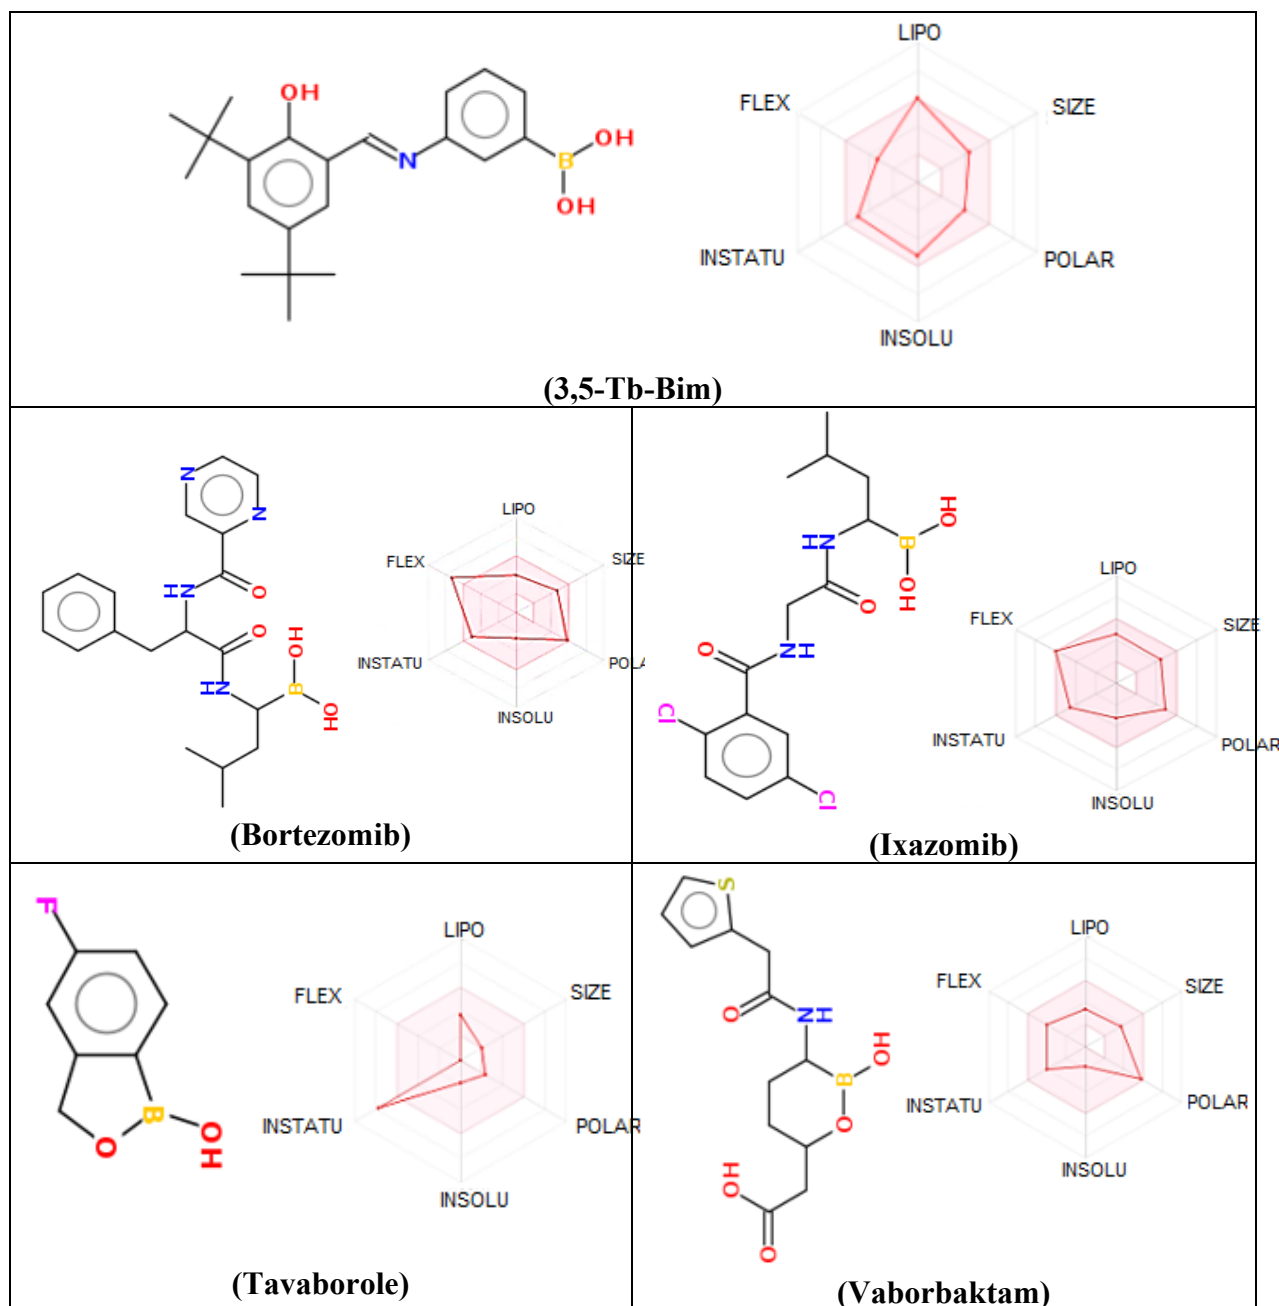 LIPO
OH
FLEX
SIZE
OH
N
B
OH
INSTATU
POLAR
INSOLU
(3,5-Tb-Bim)
N
N
LIPO
FLEX
SIZE
HN
O
O
OH
INSTATU
POLA
HN
B
OH
INSOLU
(Bortezomib)
OH
HN
B
O
OH
LIPO
FLEX
SIZE
O
NH
Cl
INSTATU
POLAR
Cl
INSOLU
(Ixazomib)
F
LIPO
FLEX
SIZE
B
OH
O
INSTATU
POLAR
INSOLU
(Tavaborole)
S
LIPO
FLEX
SIZE
O
NH
OH
B
O
INSTATU
POLAR
OH
INSOLU
O
(Vaborbaktam)